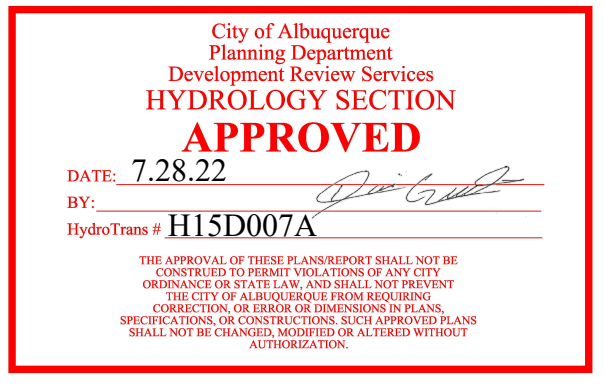 City of Albuquerque
Planning Department
Development Review Services
HYDROLOGY SECTION
APPROVED
DATE: 7.28.22
BY:
HydroTrans # H15D007A
THE APPROVAL OF THESE PLANS/REPORT SHALL NOT BE
CONSTRUED TO PERMIT VIOLATIONS OF ANY CITY
ORDINANCE OR STATE LAW, AND SHALL NOT PREVENT
THE CITY OF ALBUQUERQUE FROM REQUIRING
CORRECTION, OR ERROR OR DIMENSIONS IN PLANS,
SPECIFICATIONS, OR CONSTRUCTIONS. SUCH APPROVED PLANS
SHALL NOT BE CHANGED, MODIFIED OR ALTERED WITHOUT
AUTHORIZATION.